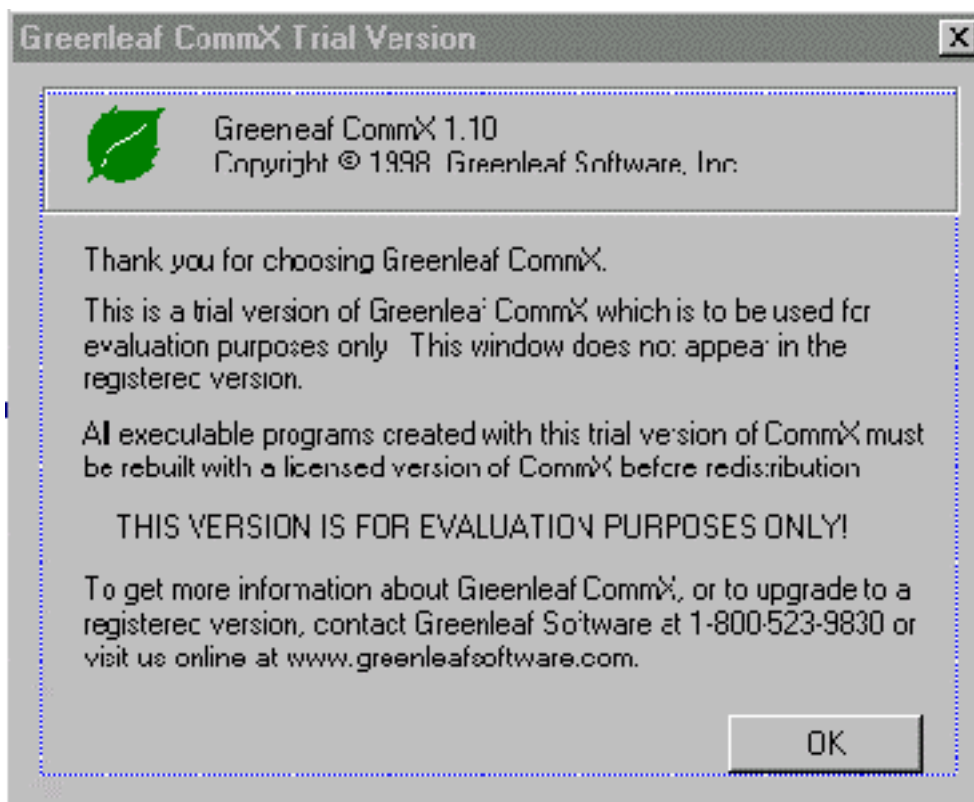 Greenleaf CommX Trial Version
Greenleaf CommX 1.10
Copyright © 1998 Greenleaf Software, Inc.
Thank you for choosing Greenleaf CommX.
This is a trial version of Greenleaf CommX which is to be used for
evaluation purposes only. This window does not appear in the
registered version.
All executable programs created with this trial version of CommX must
be rebuilt with a licensed version of CommX before redistribution.
THIS VERSION IS FOR EVALUATION PURPOSES ONLY!
To get more information about Greenleaf CommX, or to upgrade to a
registered version, contact Greenleaf Software at 1-800-523-9830 or
visit us online at www.greenleafsoftware.com.
OK